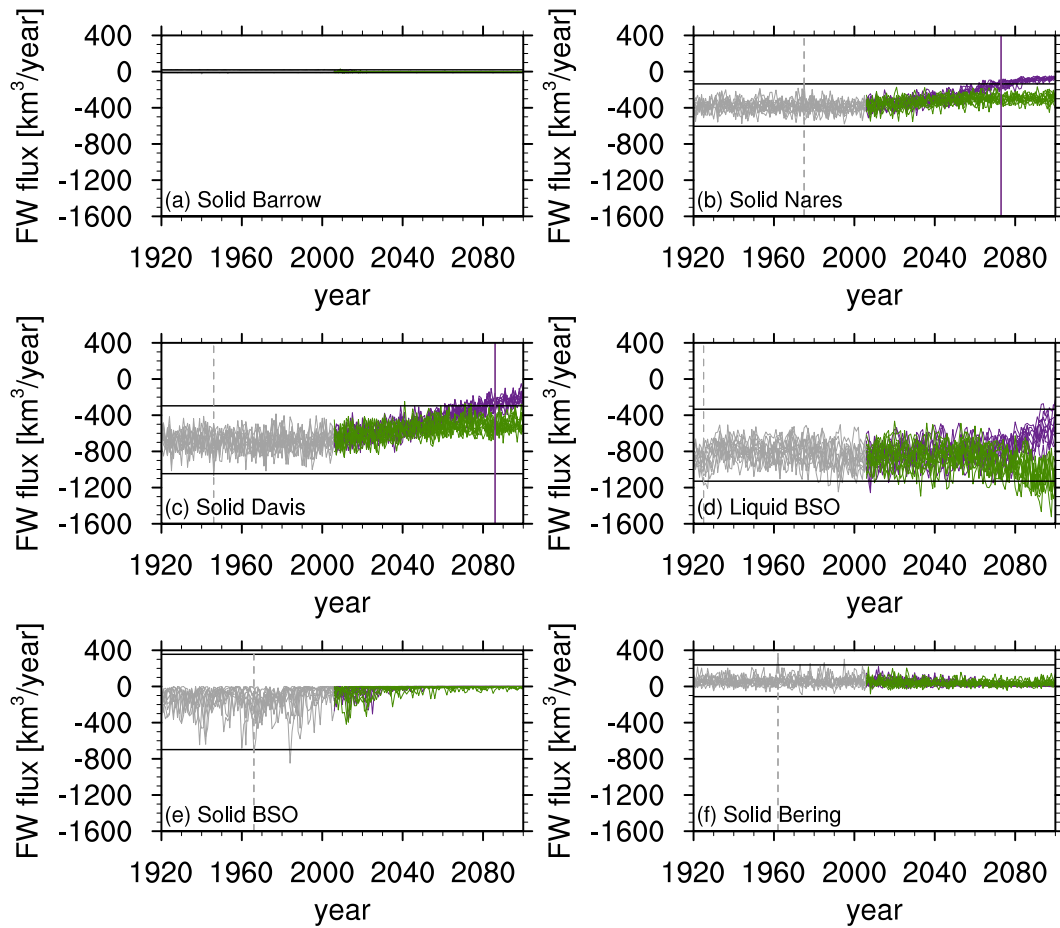 FW flux [km³/year]
400
0
-400
-800
-1200
-1600
(a) Solid Barrow
1920 1960 2000 2040 2080
year
FW flux [km³/year]
400
0
-400
-800
-1200
-1600
(b) Solid Nares
1920 1960 2000 2040 2080
year
FW flux [km³/year]
400
0
-400
-800
-1200
-1600
(c) Solid Davis
1920 1960 2000 2040 2080
year
FW flux [km³/year]
400
0
-400
-800
-1200
-1600
(d) Liquid BSO
1920 1960 2000 2040 2080
year
FW flux [km³/year]
400
0
-400
-800
-1200
-1600
(e) Solid BSO
1920 1960 2000 2040 2080
year
FW flux [km³/year]
400
0
-400
-800
-1200
-1600
(f) Solid Bering
1920 1960 2000 2040 2080
year